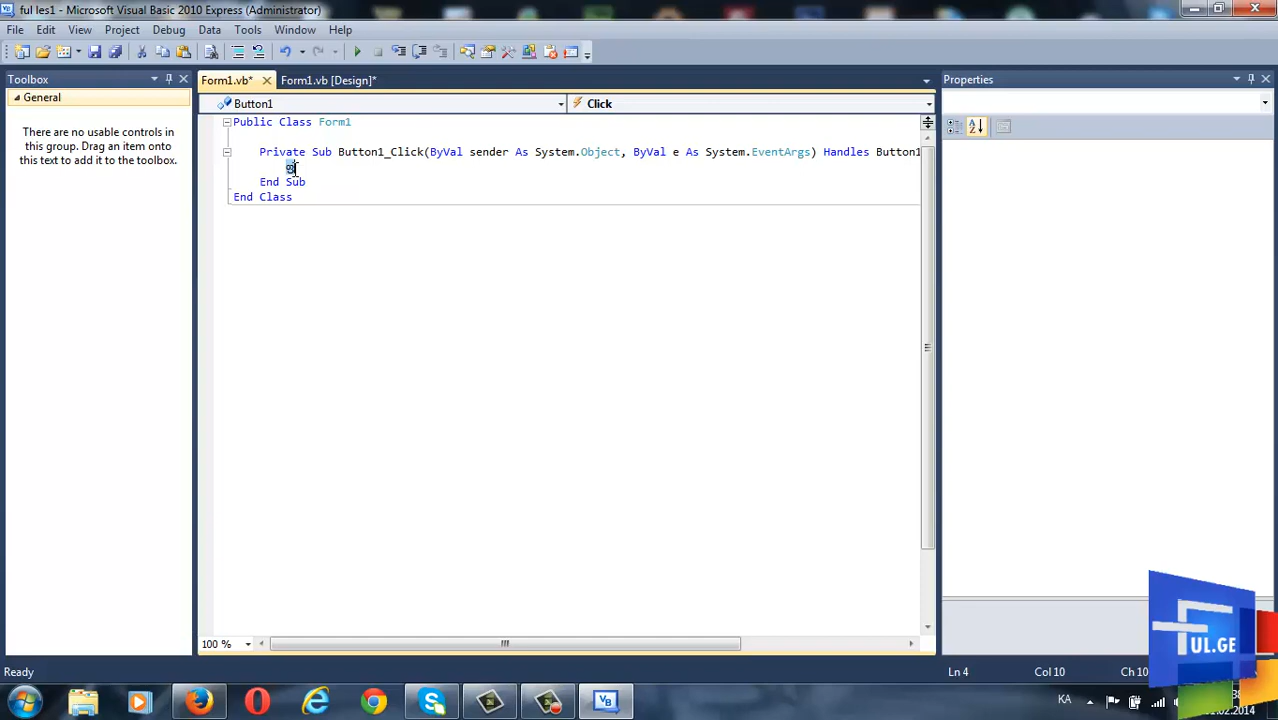 ful les1 - Microsoft Visual Basic 2010 Express (Administrator)
File Edit View Project Debug Data Tools Window Help
Toolbox
Form1.vb*
Form1.vb [Design]*
Properties
General
Button1
Click
There are no usable controls in
this group. Drag an item onto
this text to add it to the toolbox.
Public Class Form1
Private Sub Button1_Click(ByVal sender As System.Object, ByVal e As System.EventArgs) Handles Button1
End Sub
End Class
100 %
Ready
Ln 4
Col 10
Ch 10
UL.GE
KA
.02.2014